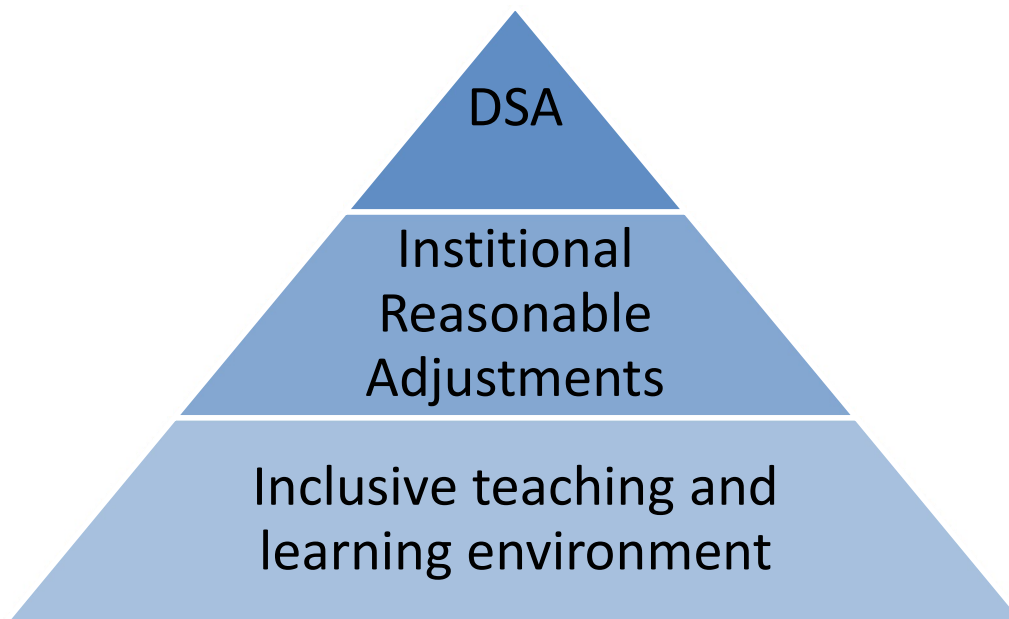 DSA
Institional
Reasonable
Adjustments
Inclusive teaching and
learning environment